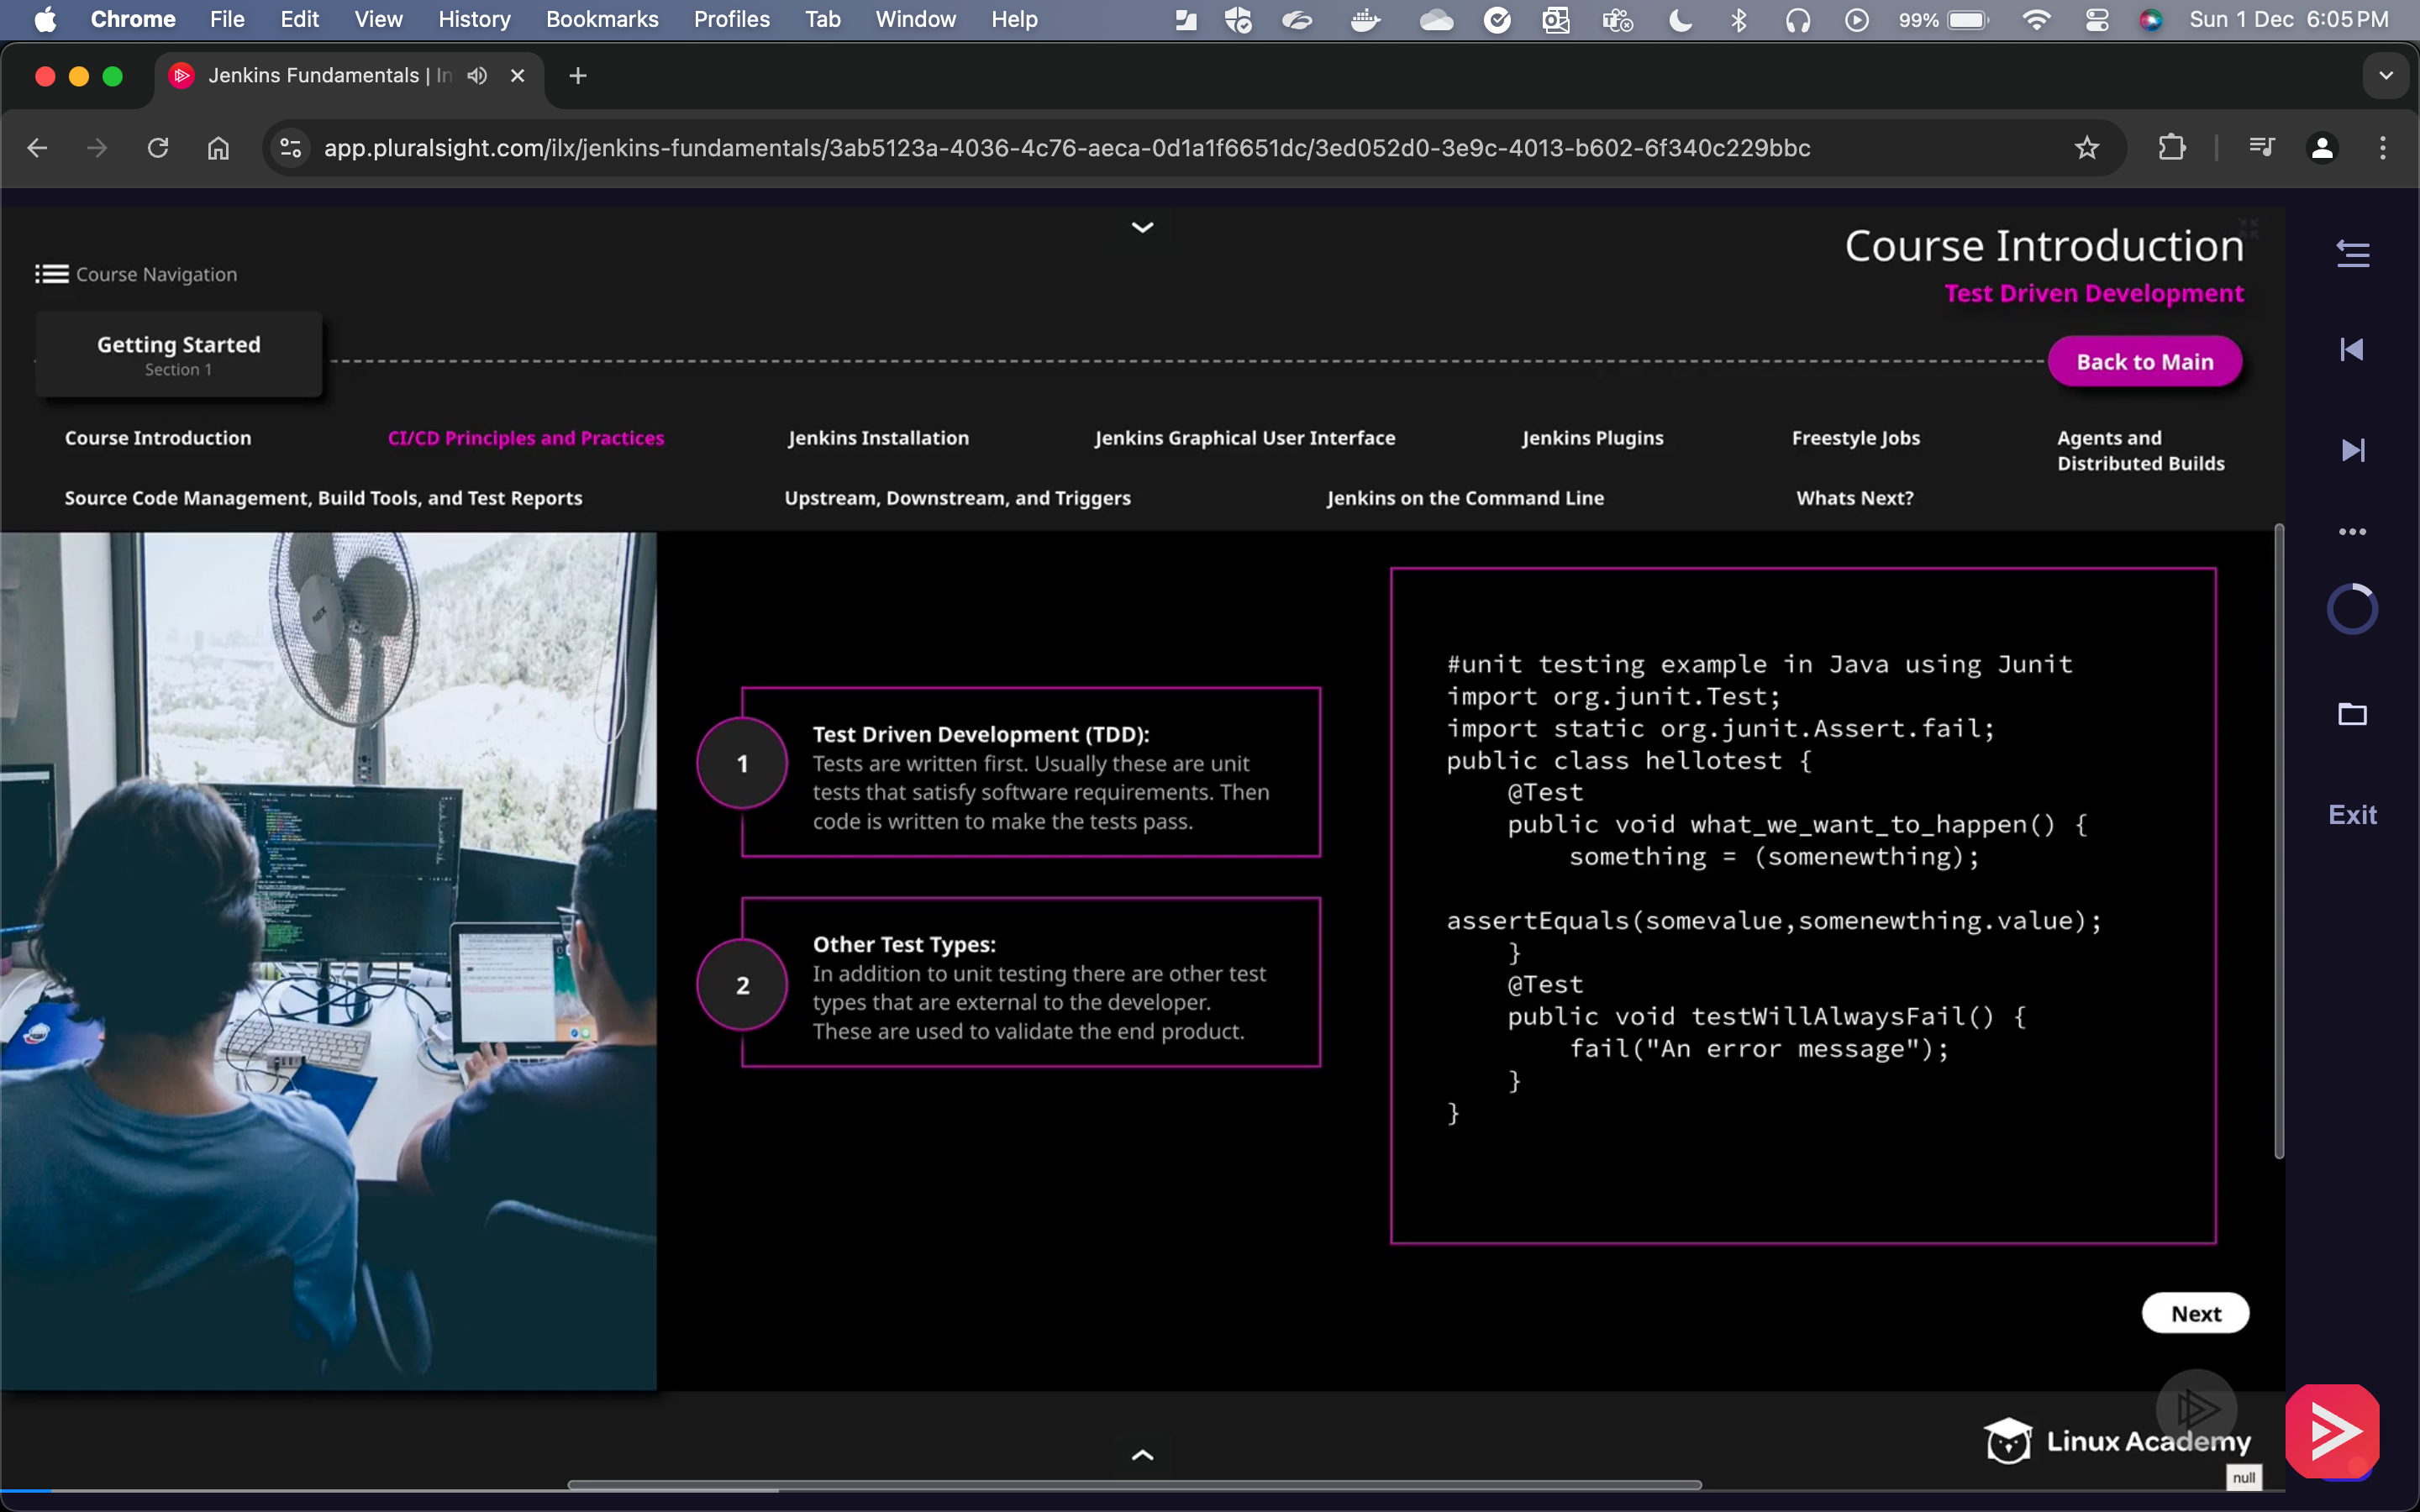 Chrome File Edit View History Bookmarks Profiles Tab Window Help 99% Sun 1 Dec 6:05 PM
Jenkins Fundamentals | In
app.pluralsight.com/ilx/jenkins-fundamentals/3ab5123a-4036-4c76-aeca-0d1a1f6651dc/3ed052d0-3e9c-4013-b602-6f340c229bbc
Course Introduction
Test Driven Development
Course Navigation
Getting Started
Section 1
Back to Main
Course Introduction
CI/CD Principles and Practices
Jenkins Installation
Jenkins Graphical User Interface
Jenkins Plugins
Freestyle Jobs
Agents and
Distributed Builds
Source Code Management, Build Tools, and Test Reports
Upstream, Downstream, and Triggers
Jenkins on the Command Line
Whats Next?
1
Test Driven Development (TDD):
Tests are written first. Usually these are unit
tests that satisfy software requirements. Then
code is written to make the tests pass.
2
Other Test Types:
In addition to unit testing there are other test
types that are external to the developer.
These are used to validate the end product.
#unit testing example in Java using Junit
import org.junit.Test;
import static org.junit.Assert.fail;
public class hellotest {
@Test
public void what_we_want_to_happen() {
something = (somenewthing);
assertEquals(somevalue,somenewthing.value);
}
@Test
public void testWillAlwaysFail() {
fail("An error message");
}
}
Next
Exit
Linux Academy
null